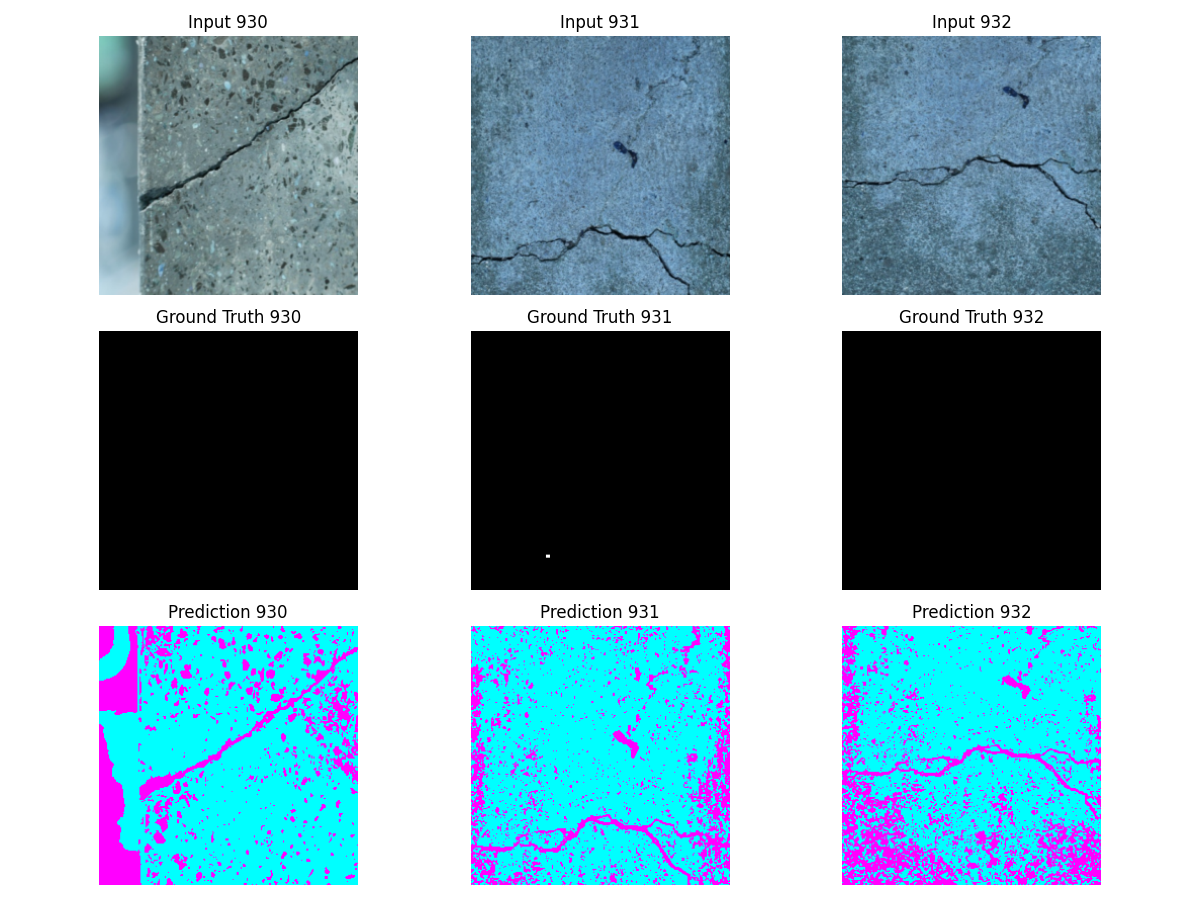 Input 930
Input 931
Input 932
Ground Truth 930
Ground Truth 931
Ground Truth 932
Prediction 930
Prediction 931
Prediction 932